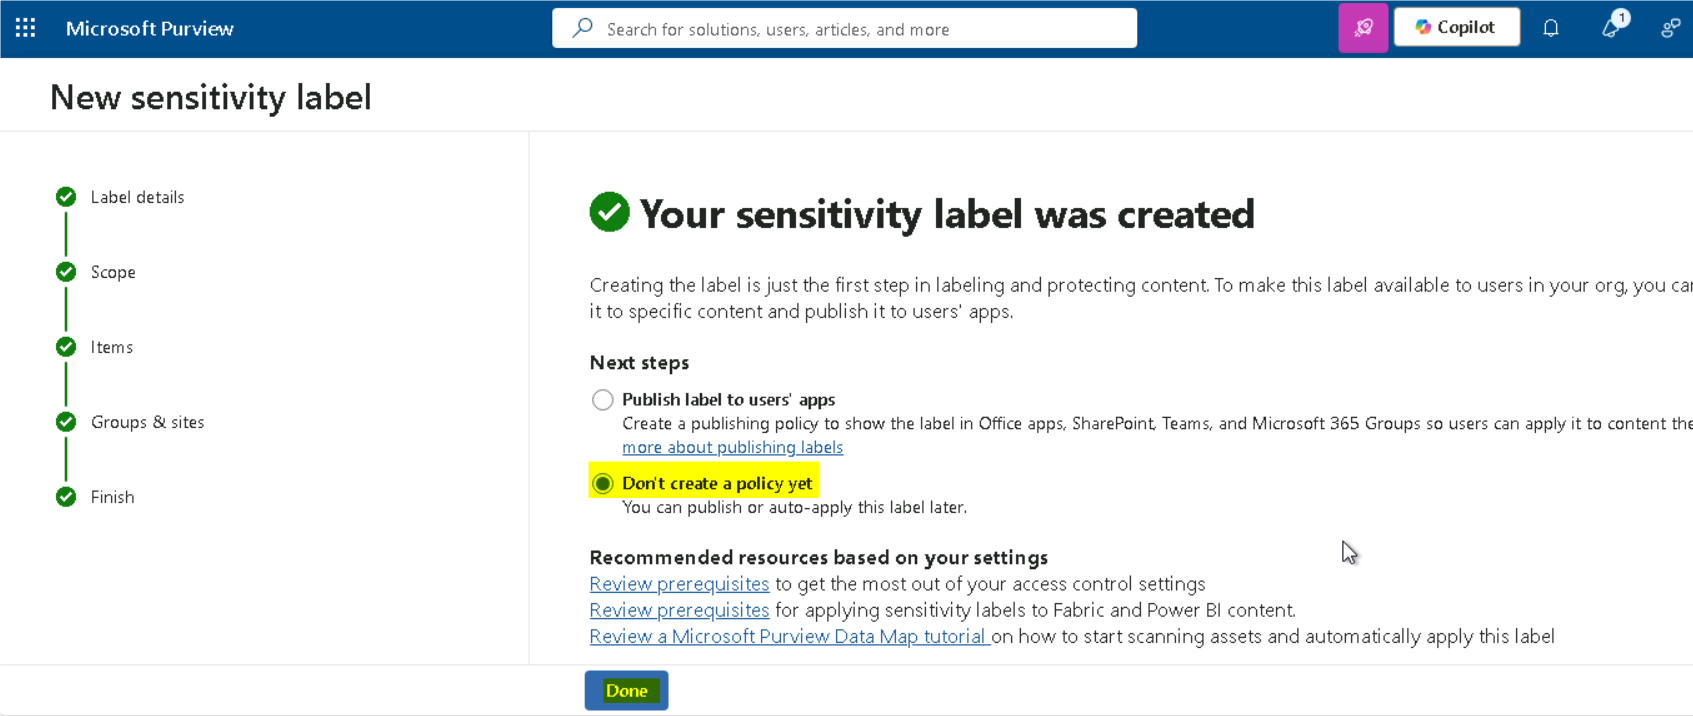 Microsoft Purview
Search for solutions, users, articles, and more
Copilot
1
New sensitivity label
Label details
Scope
Items
Groups & sites
Finish
Your sensitivity label was created
Creating the label is just the first step in labeling and protecting content. To make this label available to users in your org, you
it to specific content and publish it to users' apps.
Next steps
Publish label to users' apps
Create a publishing policy to show the label in Office apps, SharePoint, Teams, and Microsoft 365 Groups so users can apply it to content
more about publishing labels
Don't create a policy yet
You can publish or auto-apply this label later.
Recommended resources based on your settings
Review prerequisites to get the most out of your access control settings
Review prerequisites for applying sensitivity labels to Fabric and Power BI content.
Review a Microsoft Purview Data Map tutorial on how to start scanning assets and automatically apply this label
Done